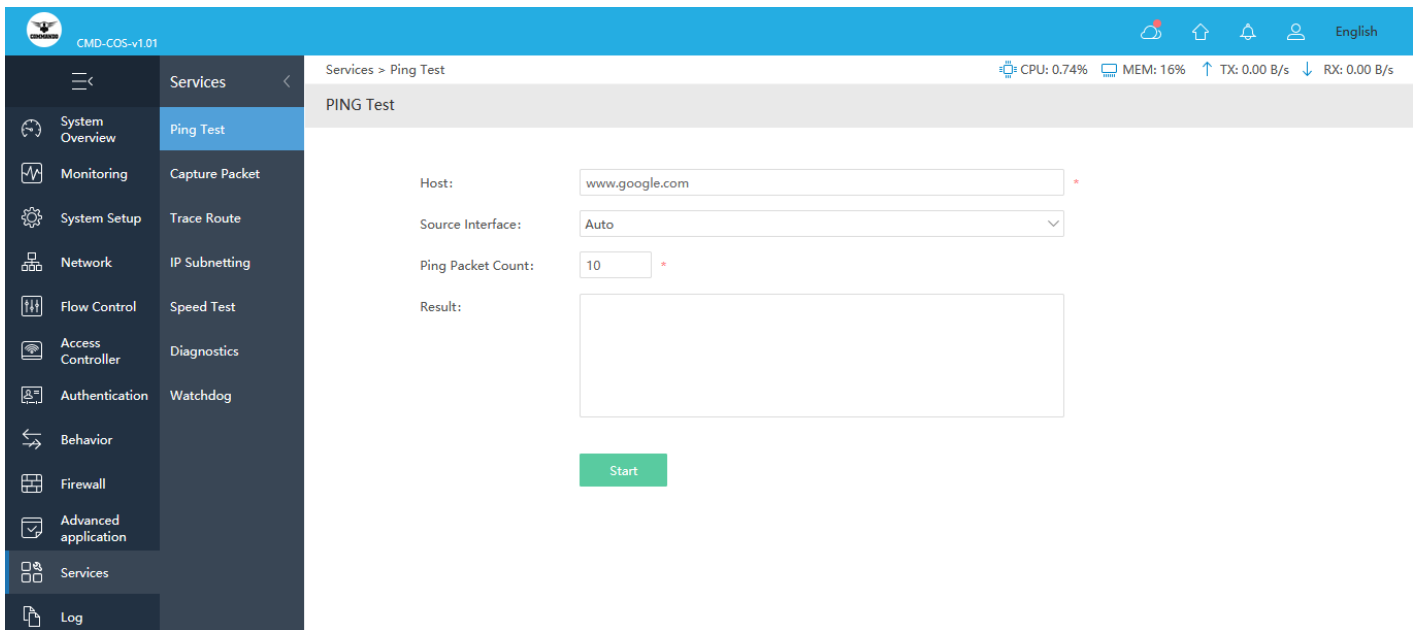 COMMANDO
CMD-COS-v1.01
English
Services
Services > Ping Test
CPU: 0.74%
MEM: 16%
TX: 0.00 B/s
RX: 0.00 B/s
PING Test
System
Overview
Monitoring
System Setup
Network
Flow Control
Access
Controller
Authentication
Behavior
Firewall
Advanced
application
Services
Log
Ping Test
Capture Packet
Trace Route
IP Subnetting
Speed Test
Diagnostics
Watchdog
Host: www.google.com *
Source Interface: Auto
Ping Packet Count: 10 *
Result:
Start